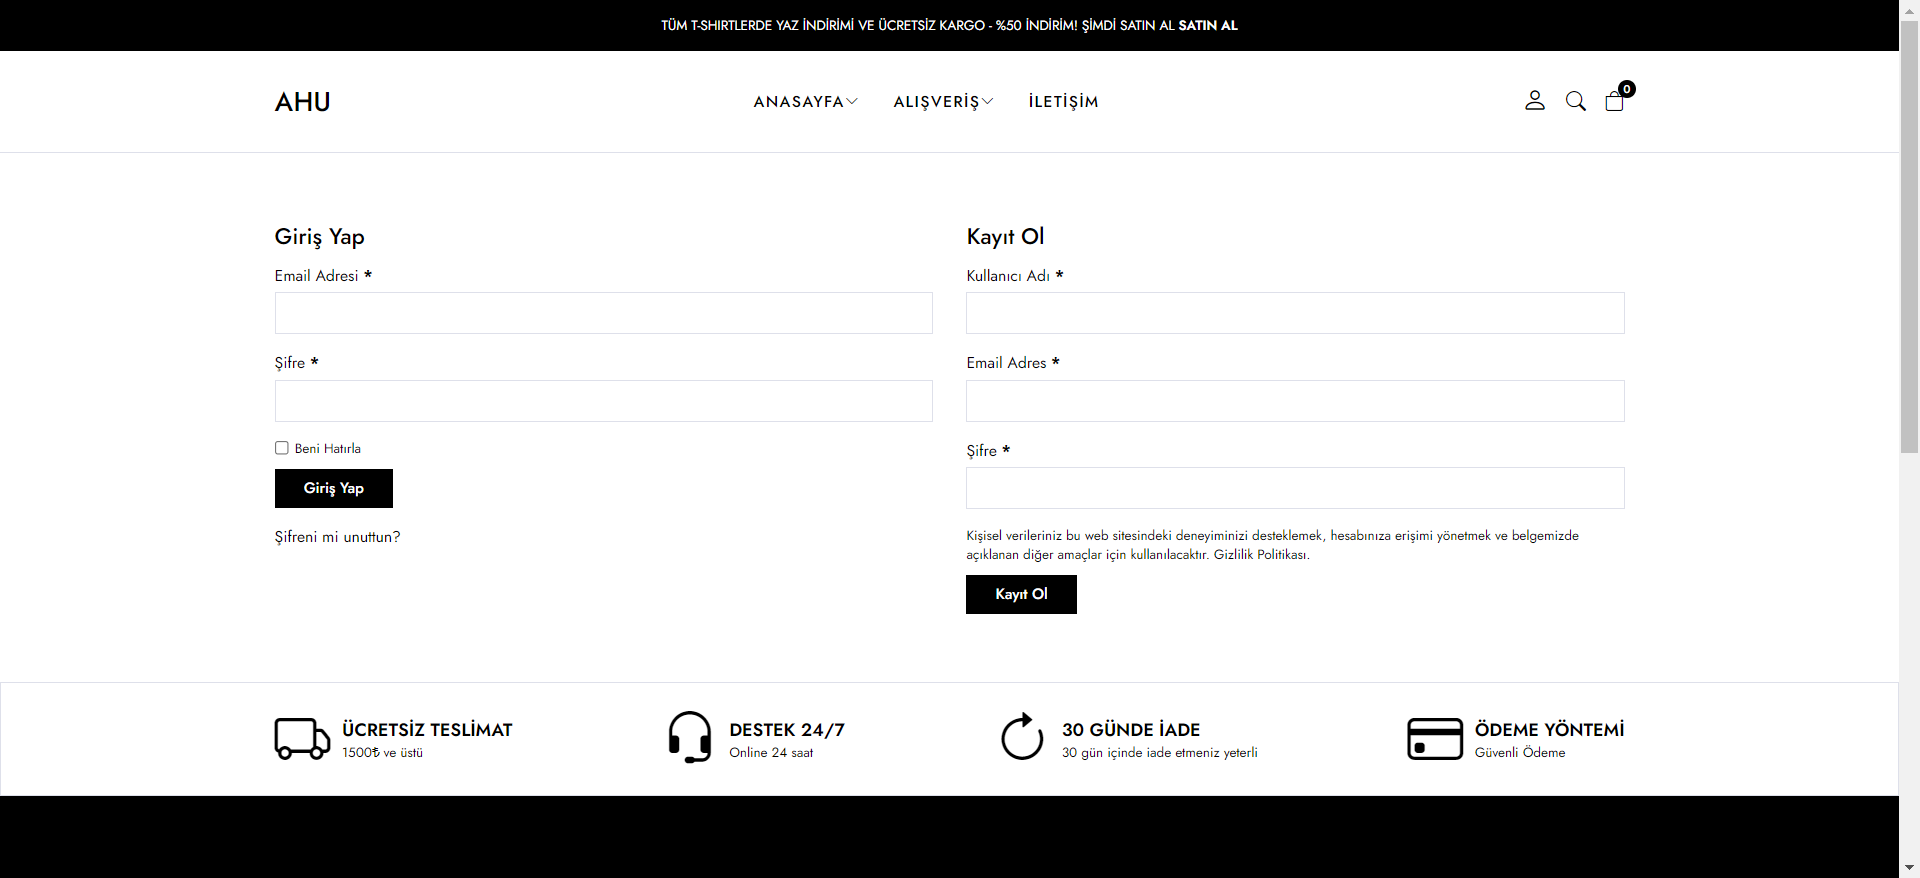 TÜM T-SHIRTLERDE YAZ İNDİRİMİ VE ÜCRETSİZ KARGO - %50 İNDİRİM! ŞİMDİ SATIN AL SATIN AL
AHU
ANASAYFA
ALIŞVERİŞ
İLETİŞİM
0
Giriş Yap
Email Adresi *
Şifre *
Beni Hatırla
Giriş Yap
Şifreni mi unuttun?
Kayıt Ol
Kullanıcı Adı *
Email Adres *
Şifre *
Kişisel verileriniz bu web sitesindeki deneyiminizi desteklemek, hesabınıza erişimi yönetmek ve belgemizde
açıklanan diğer amaçlar için kullanılacaktır. Gizlilik Politikası.
Kayıt Ol
ÜCRETSİZ TESLİMAT
1500₺ ve üstü
DESTEK 24/7
Online 24 saat
30 GÜNDE İADE
30 gün içinde iade etmeniz yeterli
ÖDEME YÖNTEMİ
Güvenli Ödeme